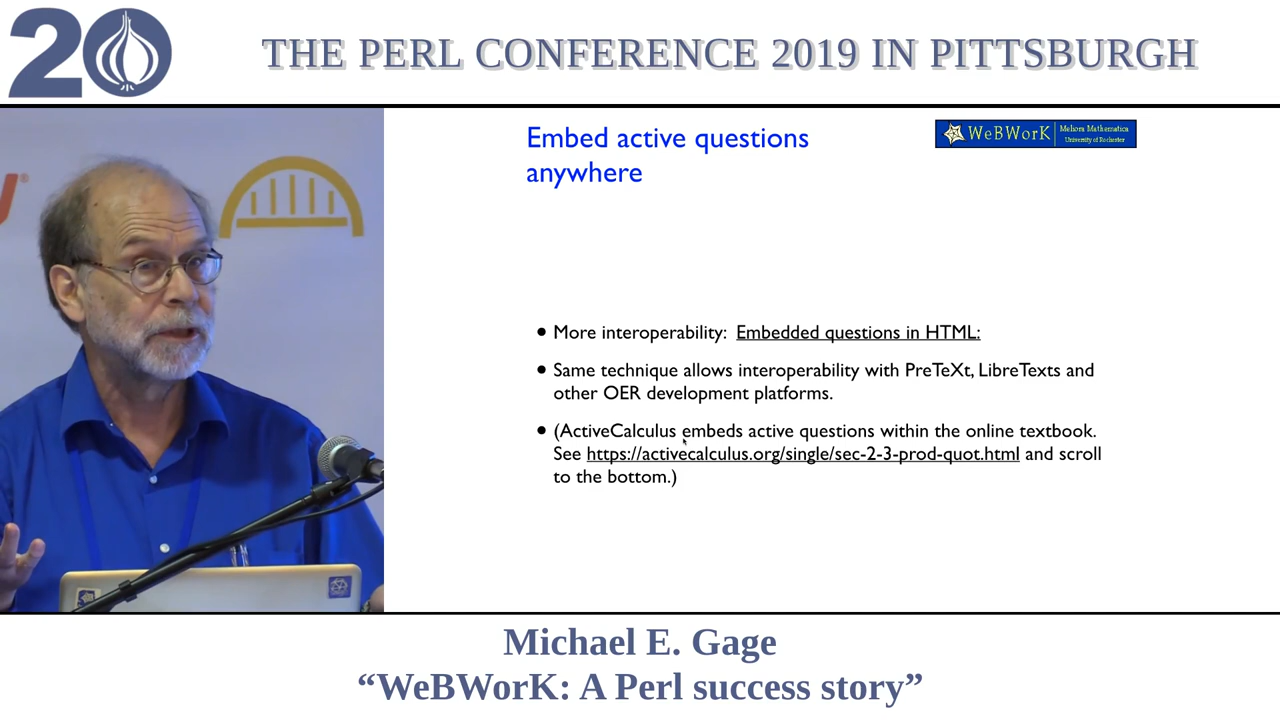 20
THE PERL CONFERENCE 2019 IN PITTSBURGH
Embed active questions
anywhere
WeBWorK
Meliora Mathematica
University of Rochester
• More interoperability: Embedded questions in HTML:
• Same technique allows interoperability with PreTeXt, LibreTexts and
other OER development platforms.
• (ActiveCalculus embeds active questions within the online textbook.
See https://activecalculus.org/single/sec-2-3-prod-quot.html and scroll
to the bottom.)
Michael E. Gage
“WeBWorK: A Perl success story”